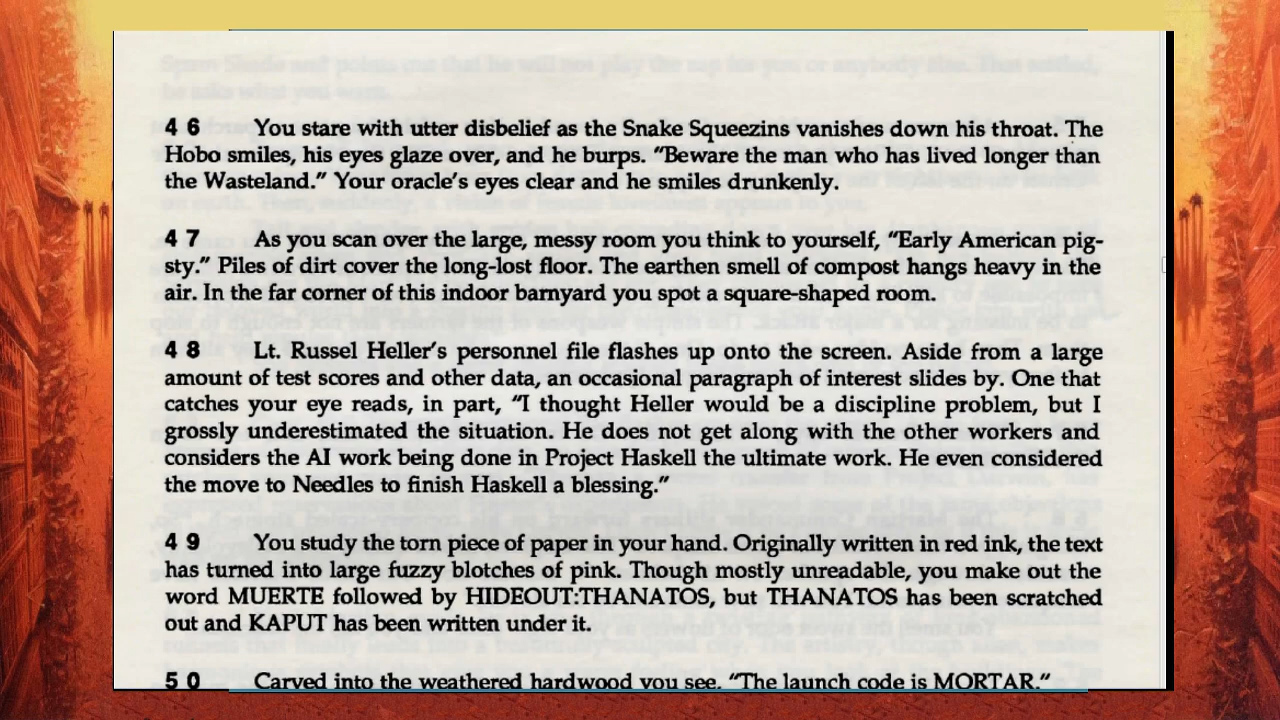 46 You stare with utter disbelief as the Snake Squeezins vanishes down his throat. The
Hobo smiles, his eyes glaze over, and he burps. “Beware the man who has lived longer than
the Wasteland.” Your oracle’s eyes clear and he smiles drunkenly.
47 As you scan over the large, messy room you think to yourself, “Early American pig-
sty.” Piles of dirt cover the long-lost floor. The earthen smell of compost hangs heavy in the
air. In the far corner of this indoor barnyard you spot a square-shaped room.
48 Lt. Russel Heller’s personnel file flashes up onto the screen. Aside from a large
amount of test scores and other data, an occasional paragraph of interest slides by. One that
catches your eye reads, in part, “I thought Heller would be a discipline problem, but I
grossly underestimated the situation. He does not get along with the other workers and
considers the AI work being done in Project Haskell the ultimate work. He even considered
the move to Needles to finish Haskell a blessing.”
49 You study the torn piece of paper in your hand. Originally written in red ink, the text
has turned into large fuzzy blotches of pink. Though mostly unreadable, you make out the
word MUERTE followed by HIDEOUT:THANATOS, but THANATOS has been scratched
out and KAPUT has been written under it.
50 Carved into the weathered hardwood you see, “The launch code is MORTAR.”